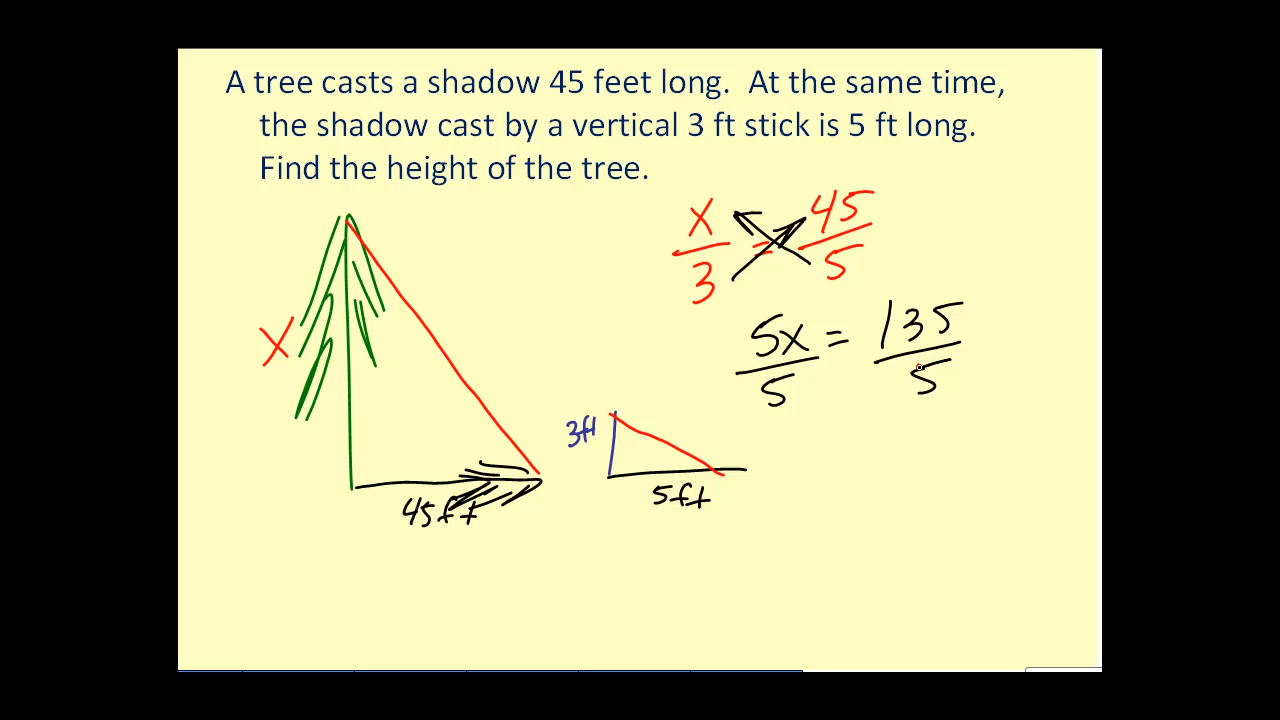 A tree casts a shadow 45 feet long. At the same time,
the shadow cast by a vertical 3 ft stick is 5 ft long.
Find the height of the tree.
x/3 = 45/5
5x/5 = 135/5
x
3ft
45ft
5ft